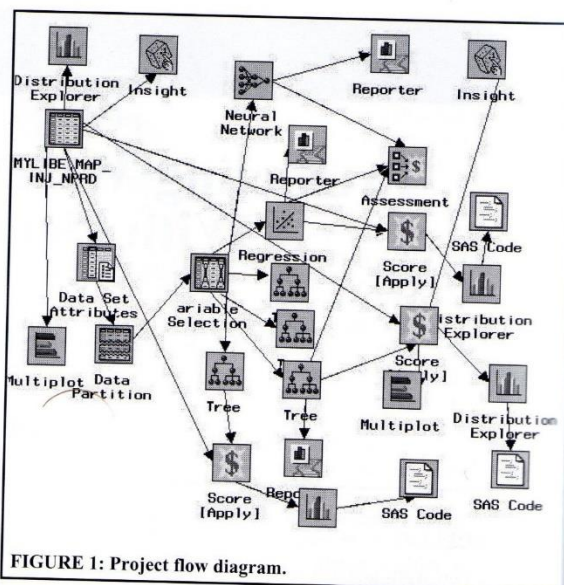 Distribution
Explorer
Insight
Neural
Network
Reporter
Insight
MYLIBE_MAP_
INJ_NPRD
Reporter
Assessment
Data Set
Attributes
Regression
Score
[Apply]
SAS Code
ariable
Selection
istribution
Explorer
Multiplot
Data
Partition
Tree
Tree
Score
ply]
Multiplot
Distribution
Explorer
Score
[Apply]
Repo
SAS Code
SAS Code
FIGURE 1: Project flow diagram.